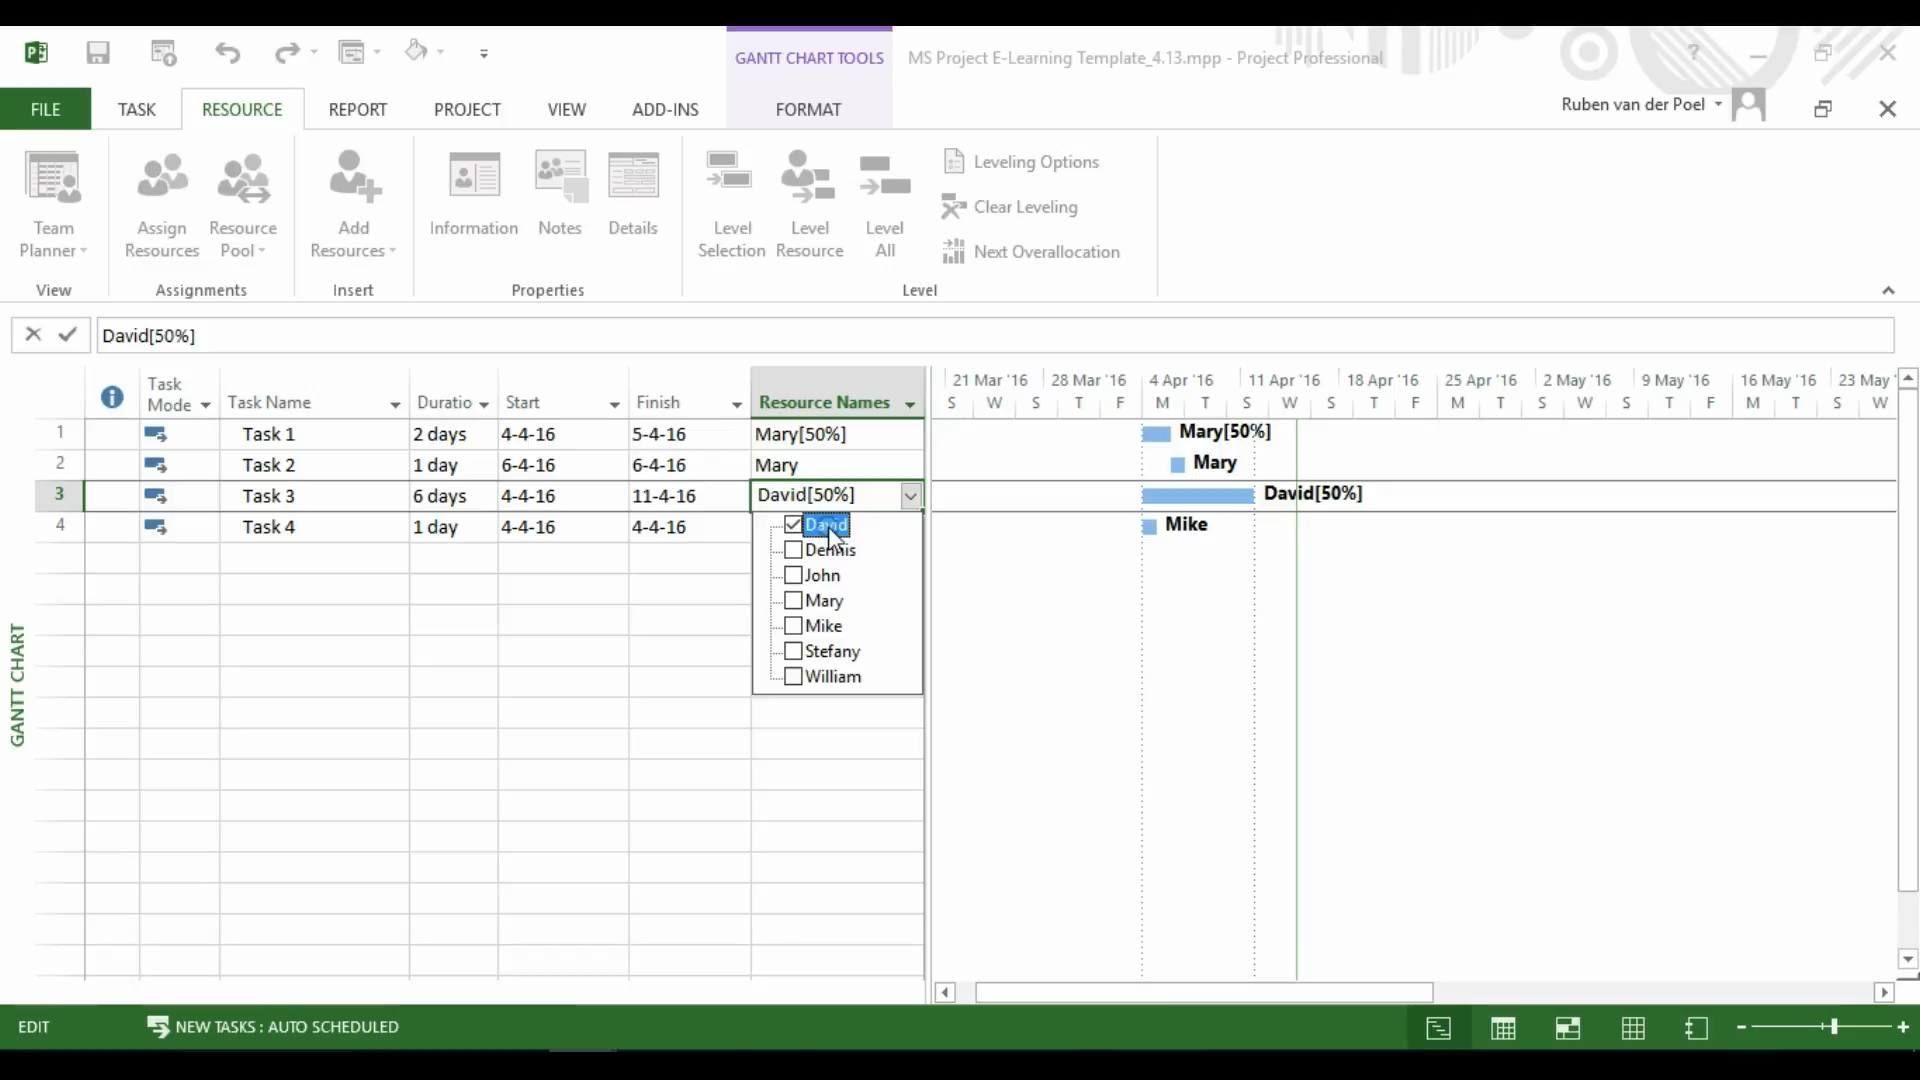 GANTT CHART TOOLS
MS Project E-Learning Template_4.13.mpp - Project Professional
?
FILE TASK RESOURCE REPORT PROJECT VIEW ADD-INS FORMAT
Ruben van der Poel
Team Planner
Assign Resources
Resource Pool
Add Resources
Information
Notes
Details
Level Selection
Level Resource
Level All
Leveling Options
Clear Leveling
Next Overallocation
View Assignments Insert Properties Level
David[50%]
Task Mode Task Name Duratio Start Finish Resource Names
21 Mar '16 28 Mar '16 4 Apr '16 11 Apr '16 18 Apr '16 25 Apr '16 2 May '16 9 May '16 16 May '16 23 May '
S W S T F M T S W S T F M T S W S T F M T S W
1 Task 1 2 days 4-4-16 5-4-16 Mary[50%] Mary[50%]
2 Task 2 1 day 6-4-16 6-4-16 Mary Mary
3 Task 3 6 days 4-4-16 11-4-16 David[50%] David[50%]
4 Task 4 1 day 4-4-16 4-4-16 Mike
David
Dennis
John
Mary
Mike
Stefany
William
GANTT CHART
EDIT NEW TASKS : AUTO SCHEDULED